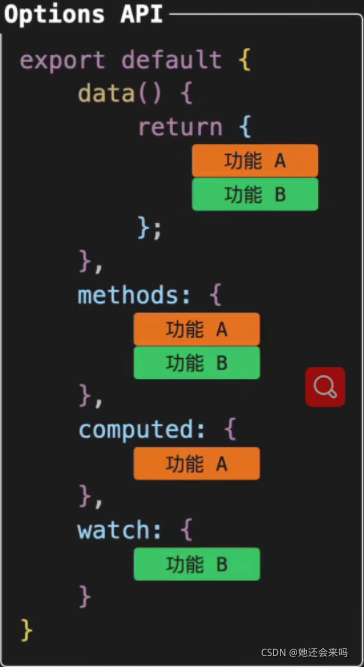 Options API
export default {
data() {
return {
功能 A
功能 B
};
},
methods: {
功能 A
功能 B
},
computed: {
功能 A
},
watch: {
功能 B
}
}
CSDN @她还会来吗